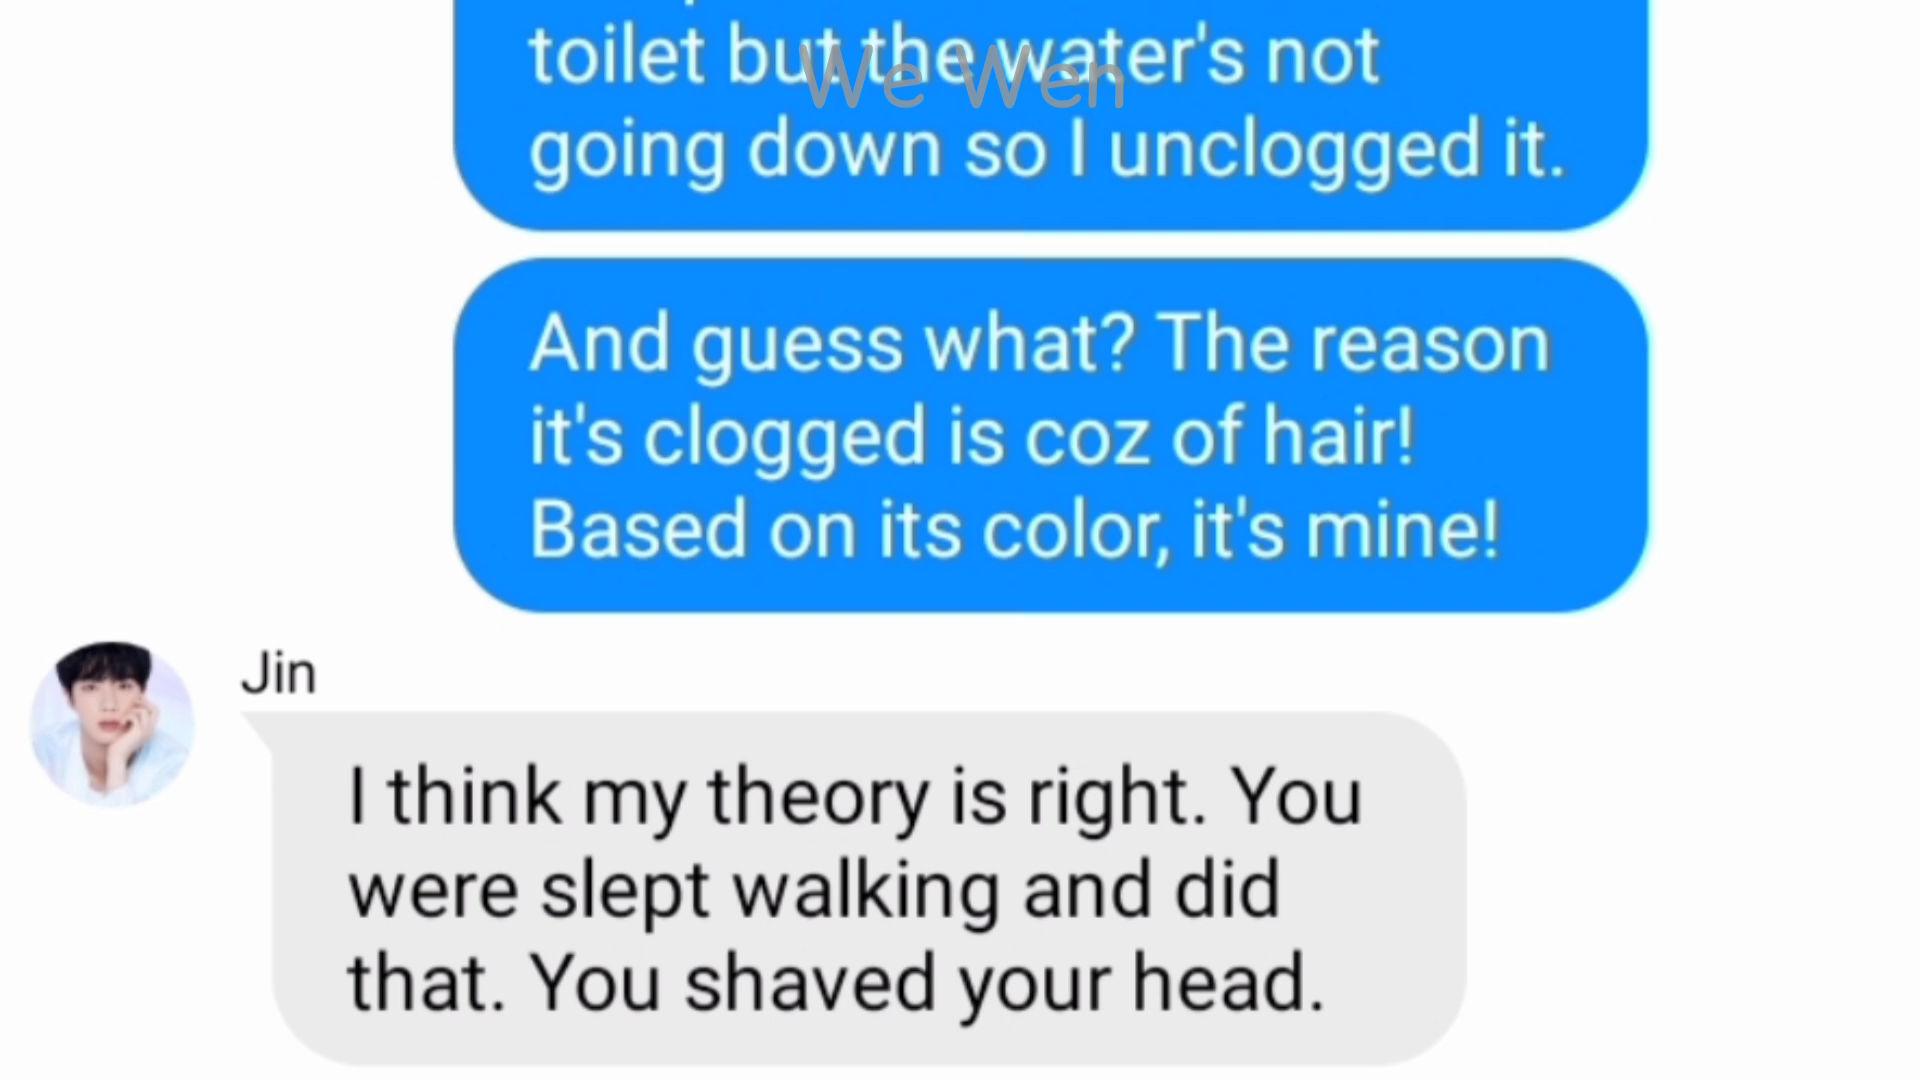 toilet but the water's not
We Wen
going down so I unclogged it.
And guess what? The reason
it's clogged is coz of hair!
Based on its color, it's mine!
Jin
I think my theory is right. You
were slept walking and did
that. You shaved your head.